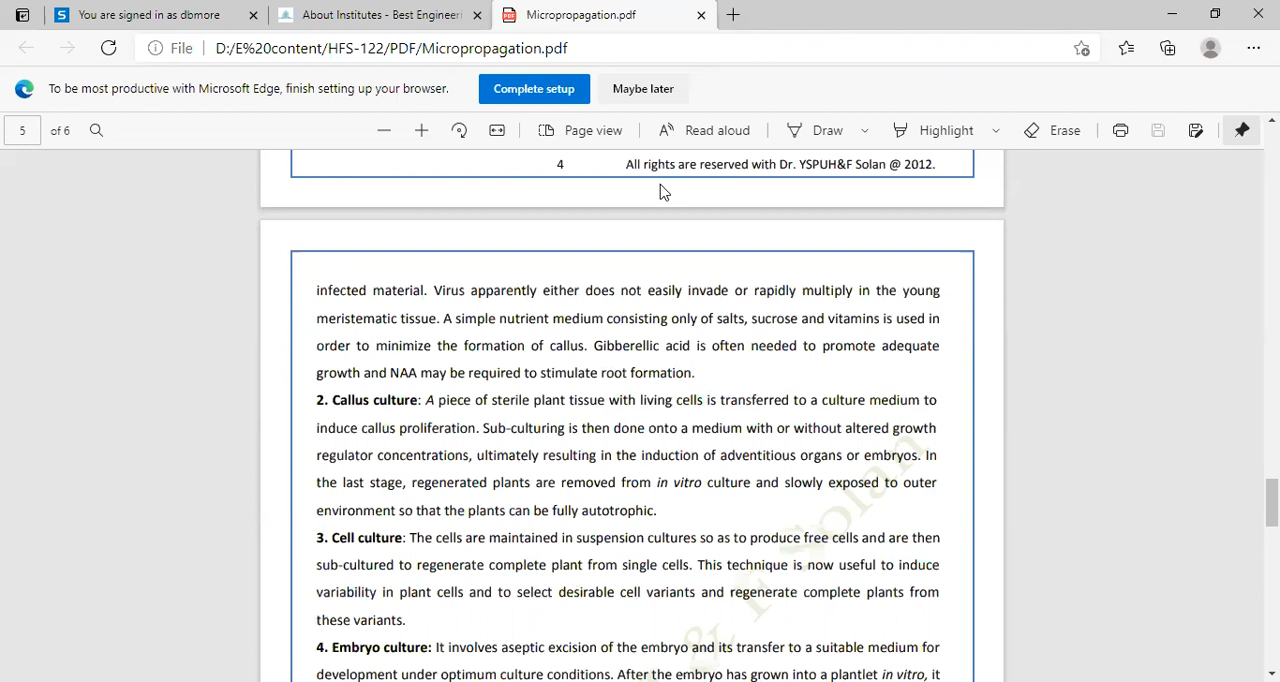 You are signed in as dbmore
About Institutes - Best Engineeri
Micropropagation.pdf
File D:/E%20content/HFS-122/PDF/Micropropagation.pdf
To be most productive with Microsoft Edge, finish setting up your browser. Complete setup Maybe later
5 of 6 Page view Read aloud Draw Highlight Erase
4 All rights are reserved with Dr. YSPUH&F Solan @ 2012.
infected material. Virus apparently either does not easily invade or rapidly multiply in the young
meristematic tissue. A simple nutrient medium consisting only of salts, sucrose and vitamins is used in
order to minimize the formation of callus. Gibberellic acid is often needed to promote adequate
growth and NAA may be required to stimulate root formation.
2. Callus culture: A piece of sterile plant tissue with living cells is transferred to a culture medium to
induce callus proliferation. Sub-culturing is then done onto a medium with or without altered growth
regulator concentrations, ultimately resulting in the induction of adventitious organs or embryos. In
the last stage, regenerated plants are removed from in vitro culture and slowly exposed to outer
environment so that the plants can be fully autotrophic.
3. Cell culture: The cells are maintained in suspension cultures so as to produce free cells and are then
sub-cultured to regenerate complete plant from single cells. This technique is now useful to induce
variability in plant cells and to select desirable cell variants and regenerate complete plants from
these variants.
4. Embryo culture: It involves aseptic excision of the embryo and its transfer to a suitable medium for
development under optimum culture conditions. After the embryo has grown into a plantlet in vitro, it
& F Solan